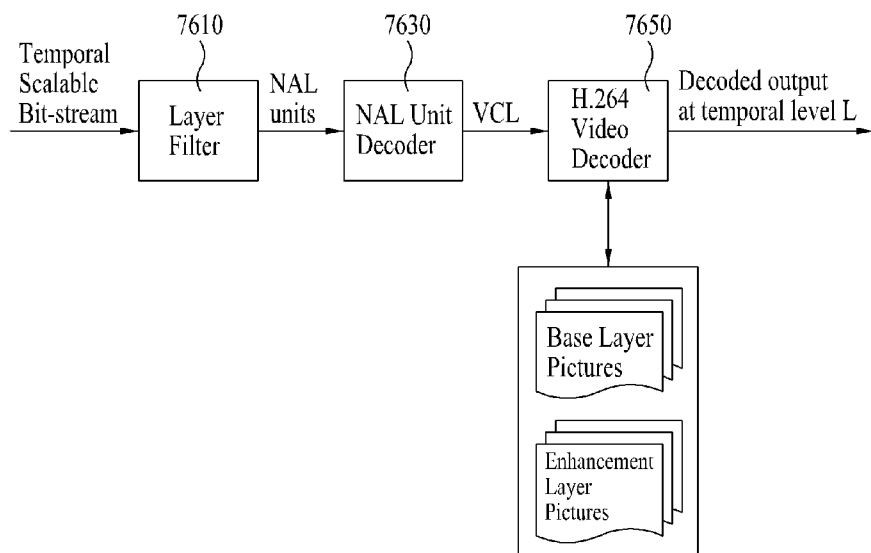 7610
7630
7650
Temporal
Scalable
Bit-stream
Layer
Filter
NAL
units
NAL Unit
Decoder
VCL
H.264
Video
Decoder
Decoded output
at temporal level L
Base Layer
Pictures
Enhancement
Layer
Pictures